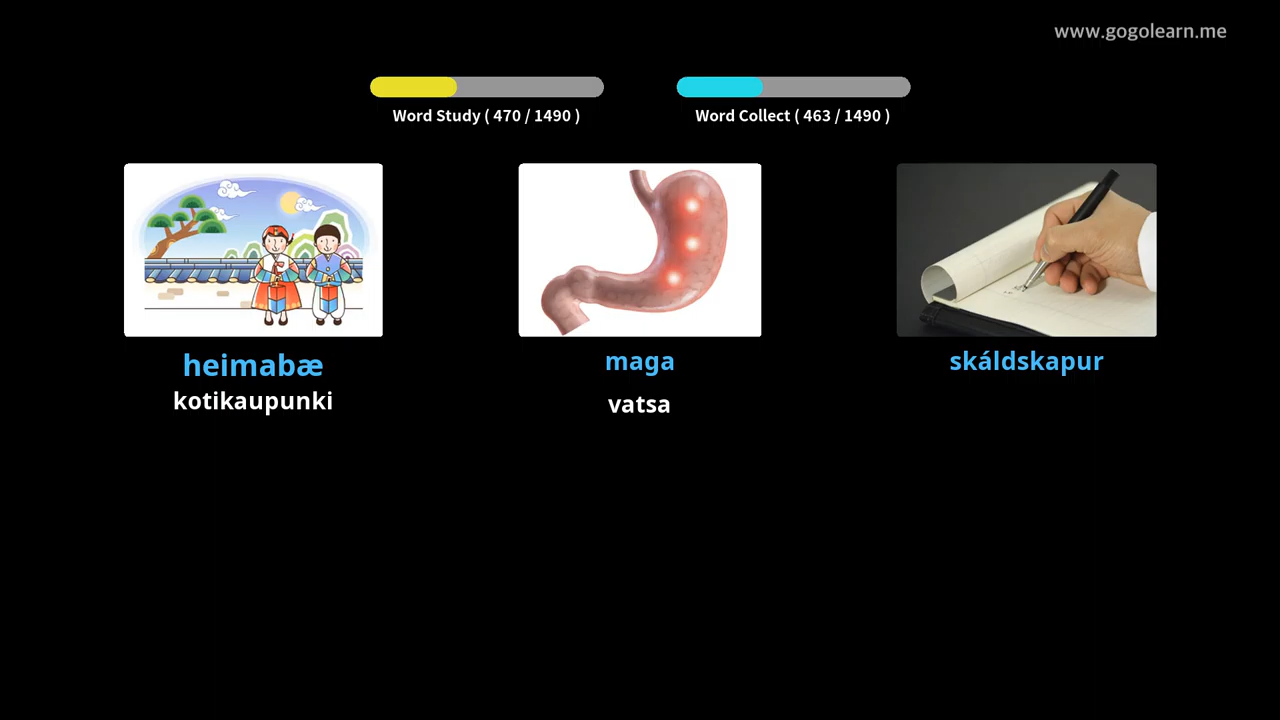 www.gogolearn.me
Word Study ( 470 / 1490 )
Word Collect ( 463 / 1490 )
heimabæ
kotikaupunki
maga
vatsa
skáldskapur